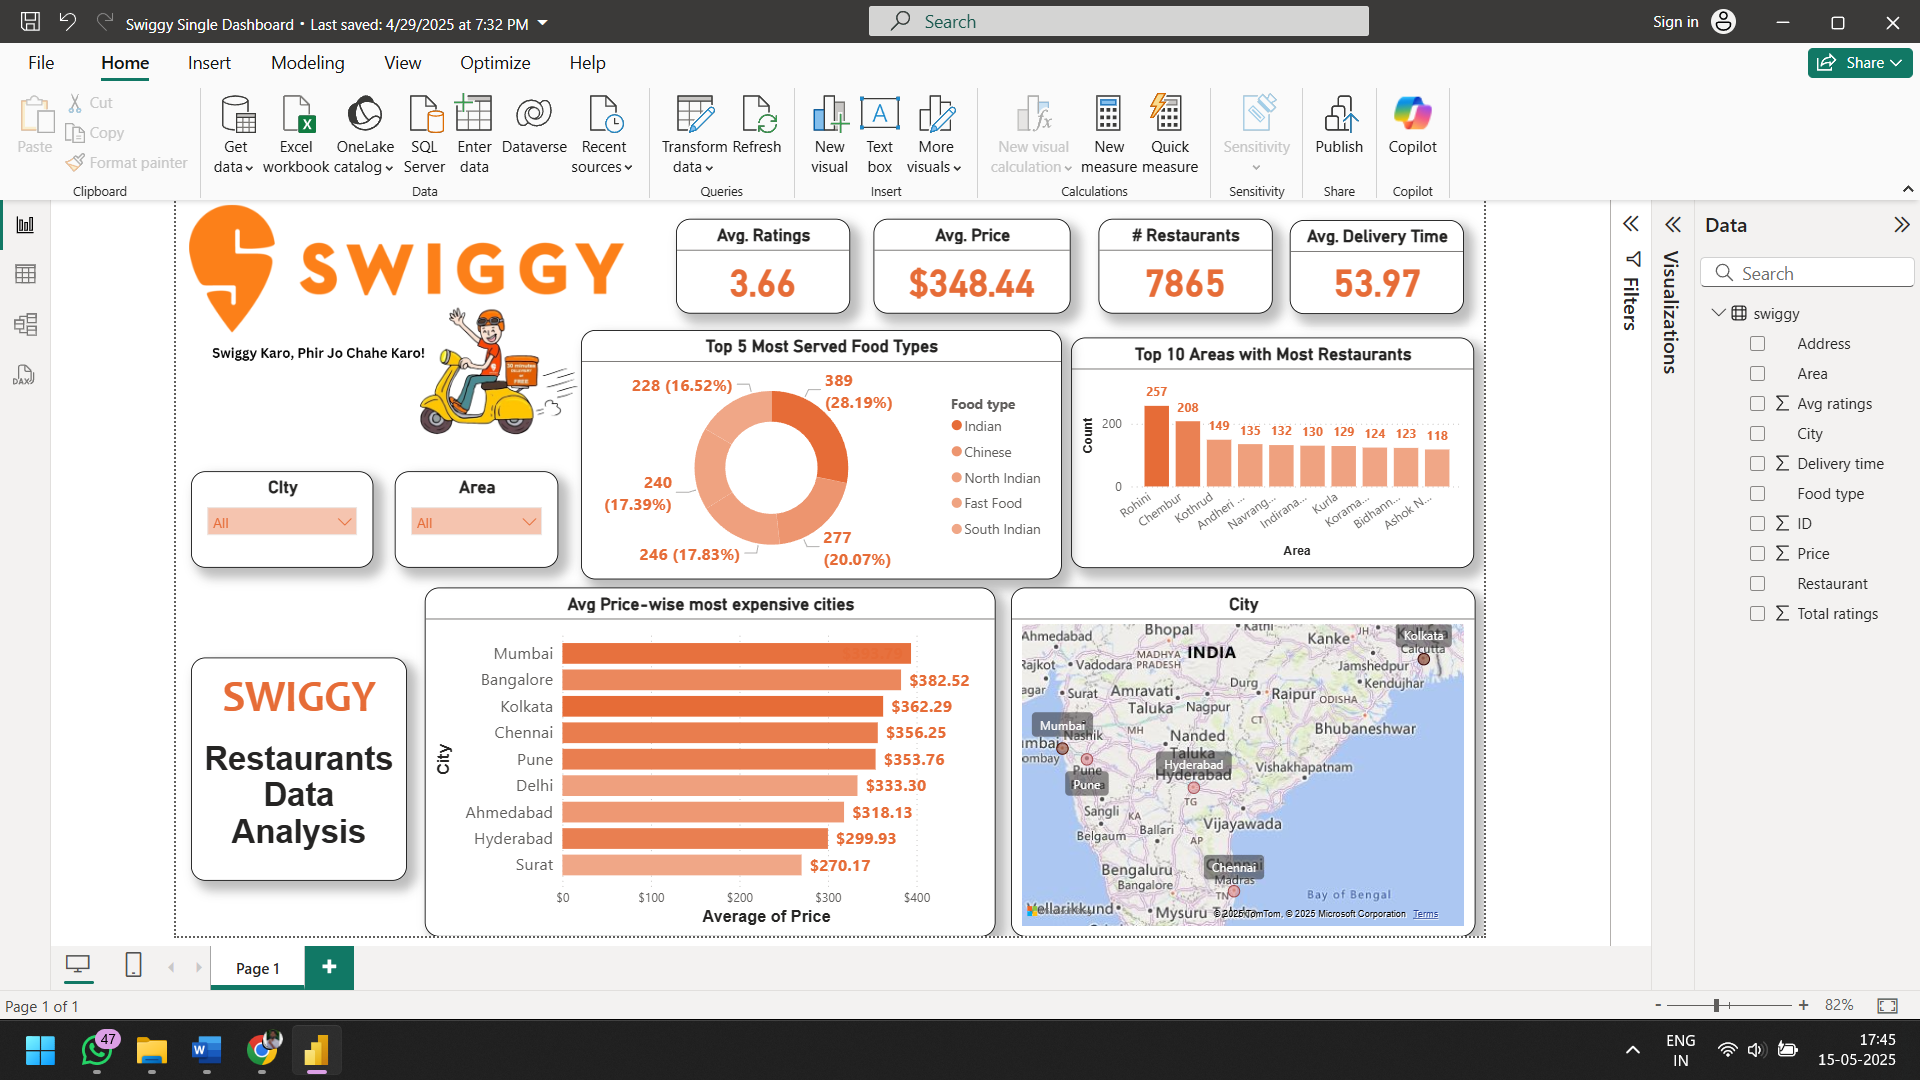 Swiggy Single Dashboard • Last saved: 4/29/2025 at 7:32 PM
Search
Sign in
File
Home
Insert
Modeling
View
Optimize
Help
Share
Paste
Cut
Copy
Format painter
Clipboard
Get data
Excel workbook
OneLake catalog
SQL Server
Enter data
Dataverse
Recent sources
Data
Transform data
Refresh
Queries
New visual
Text box
More visuals
Insert
New visual calculation
New measure
Quick measure
Calculations
Sensitivity
Sensitivity
Publish
Share
Copilot
Copilot
SWIGGY
Swiggy Karo, Phir Jo Chahe Karo!
Avg. Ratings
3.66
Avg. Price
$348.44
# Restaurants
7865
Avg. Delivery Time
53.97
CIty
All
Area
All
Top 5 Most Served Food Types
228 (16.52%)
389 (28.19%)
240 (17.39%)
246 (17.83%)
277 (20.07%)
Food type
Indian
Chinese
North Indian
Fast Food
South Indian
Top 10 Areas with Most Restaurants
Count
200
0
257
208
149
135
132
130
129
124
123
118
Rohini
Chembur
Kothrud
Andheri ...
Navrang...
Indirana...
Kurla
Korama...
Bidhann...
Ashok N...
Area
SWIGGY
Restaurants
Data
Analysis
Avg Price-wise most expensive cities
City
Mumbai
Bangalore $382.52
Kolkata $362.29
Chennai $356.25
Pune $353.76
Delhi $333.30
Ahmedabad $318.13
Hyderabad $299.93
Surat $270.17
$0 $100 $200 $300 $400
Average of Price
City
Ahmedabad
Bhopal
Kanke
JH
Kolkata
Calcutta
MADHYA PRADESH
INDIA
Rajkot
Vadodara
Jamshedpur
Kendujhar
Surat
Amravati Taluka
Nagpur
Durg
Raipur
ODISHA
CT
Bhubaneshwar
Mumbai
Nashik
MH
Nanded Taluka
Hyderabad
Hyderabad
Vishakhapatnam
Pune
Pune
TG
Sangli
KA
Belgaum
Ballari
AP
Vijayawada
Bengaluru
Bangalore
Chennai
Madras
TN
Bay of Bengal
Vellarikkund
Mysuru
© 2025 TomTom, © 2025 Microsoft Corporation Terms
Filters
Visualizations
Data
Search
swiggy
Address
Area
Avg ratings
City
Delivery time
Food type
ID
Price
Restaurant
Total ratings
Page 1
Page 1 of 1
82%
47
ENG
IN
17:45
15-05-2025